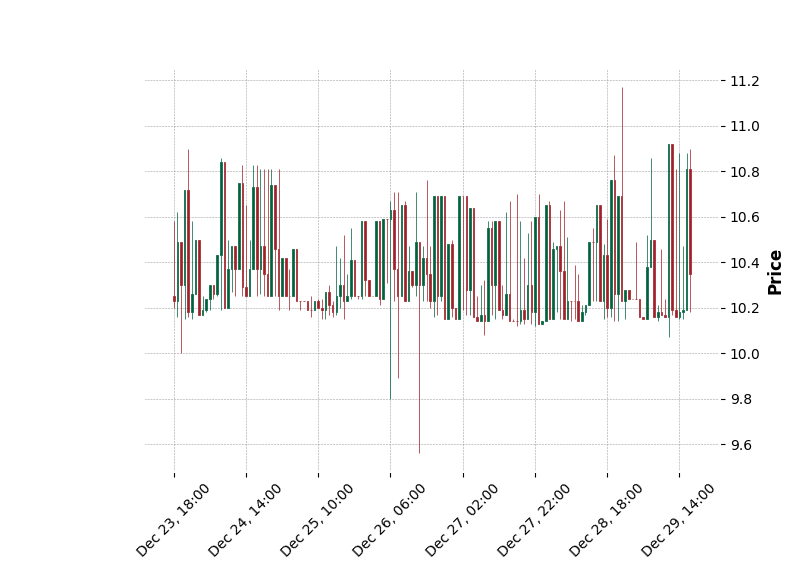 11.2
11.0
10.8
10.6
10.4
10.2
10.0
9.8
9.6
Price
Dec 23, 18:00
Dec 24, 14:00
Dec 25, 10:00
Dec 26, 06:00
Dec 27, 02:00
Dec 27, 22:00
Dec 28, 18:00
Dec 29, 14:00